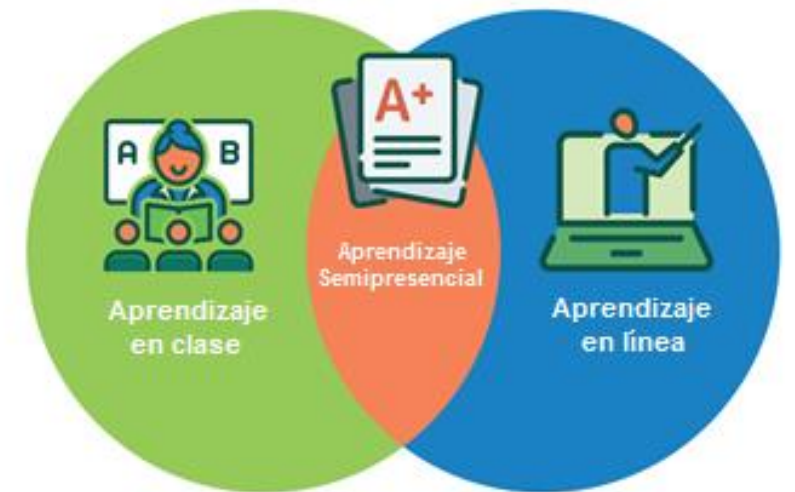 A+
A B
Aprendizaje
Semipresencial
Aprendizaje
en clase
Aprendizaje
en línea